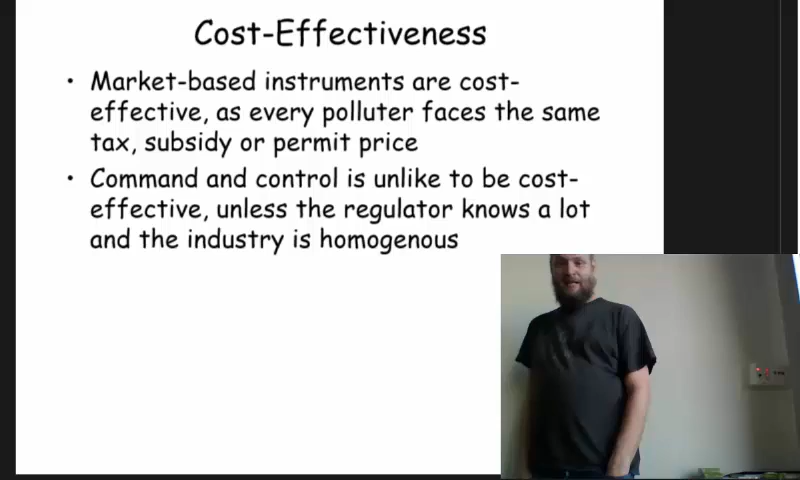 Cost-Effectiveness
• Market-based instruments are cost-
effective, as every polluter faces the same
tax, subsidy or permit price
• Command and control is unlike to be cost-
effective, unless the regulator knows a lot
and the industry is homogenous